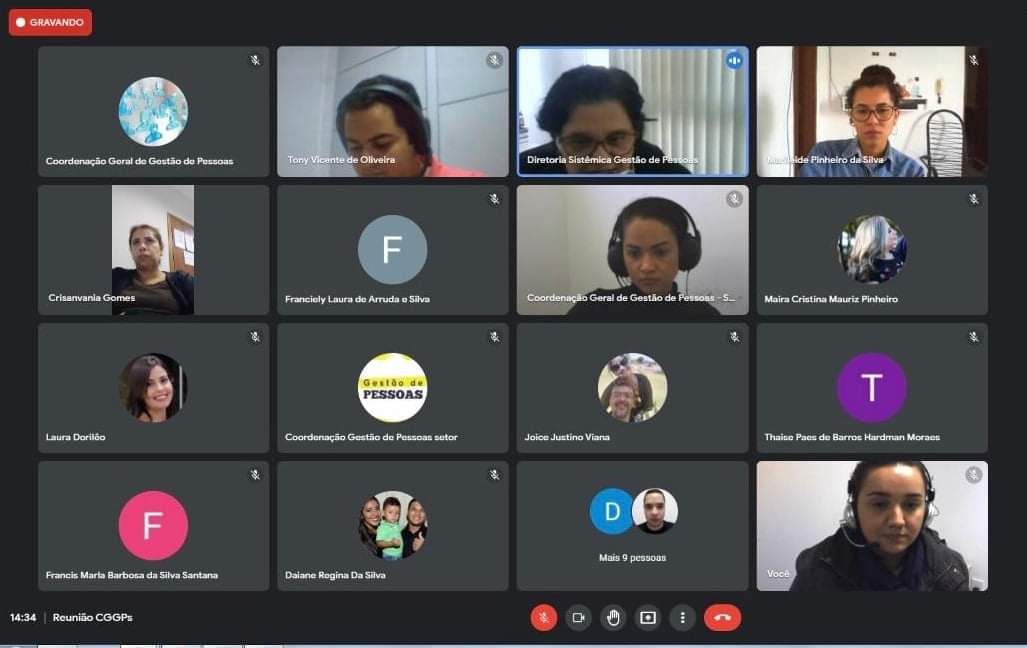 GRAVANDO
Coordenação Geral de Gestão de Pessoas
Tony Vicente de Oliveira
Diretoria Sistêmica Gestão de Pessoas
Pinheiro da Silva
Crisanvania Gomes
F
Franciely Laura de Arruda e Silva
Coordenação Geral de Gestão de Pessoas - S...
Maira Cristina Mauriz Pinheiro
Laura Dorilêo
Gestão de
PESSOAS
Coordenação Gestão de Pessoas setor
Joice Justino Viana
T
Thaise Paes de Barros Hardman Moraes
F
Francis Marla Barbosa da Silva Santana
Daiane Regina Da Silva
D
Mais 9 pessoas
Você
14:34 | Reunião CGGPs